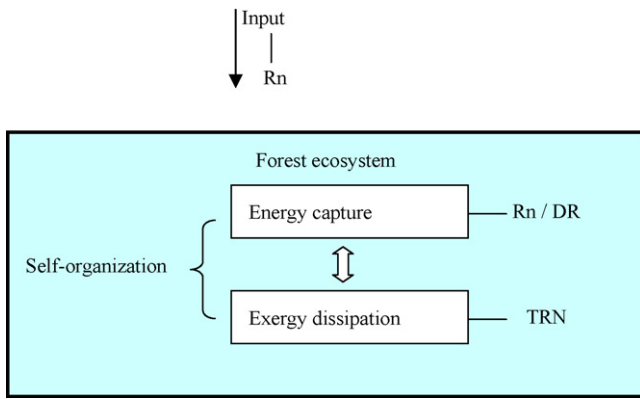 Input
Rn
Forest ecosystem
Energy capture
Rn / DR
Self-organization
Exergy dissipation
TRN